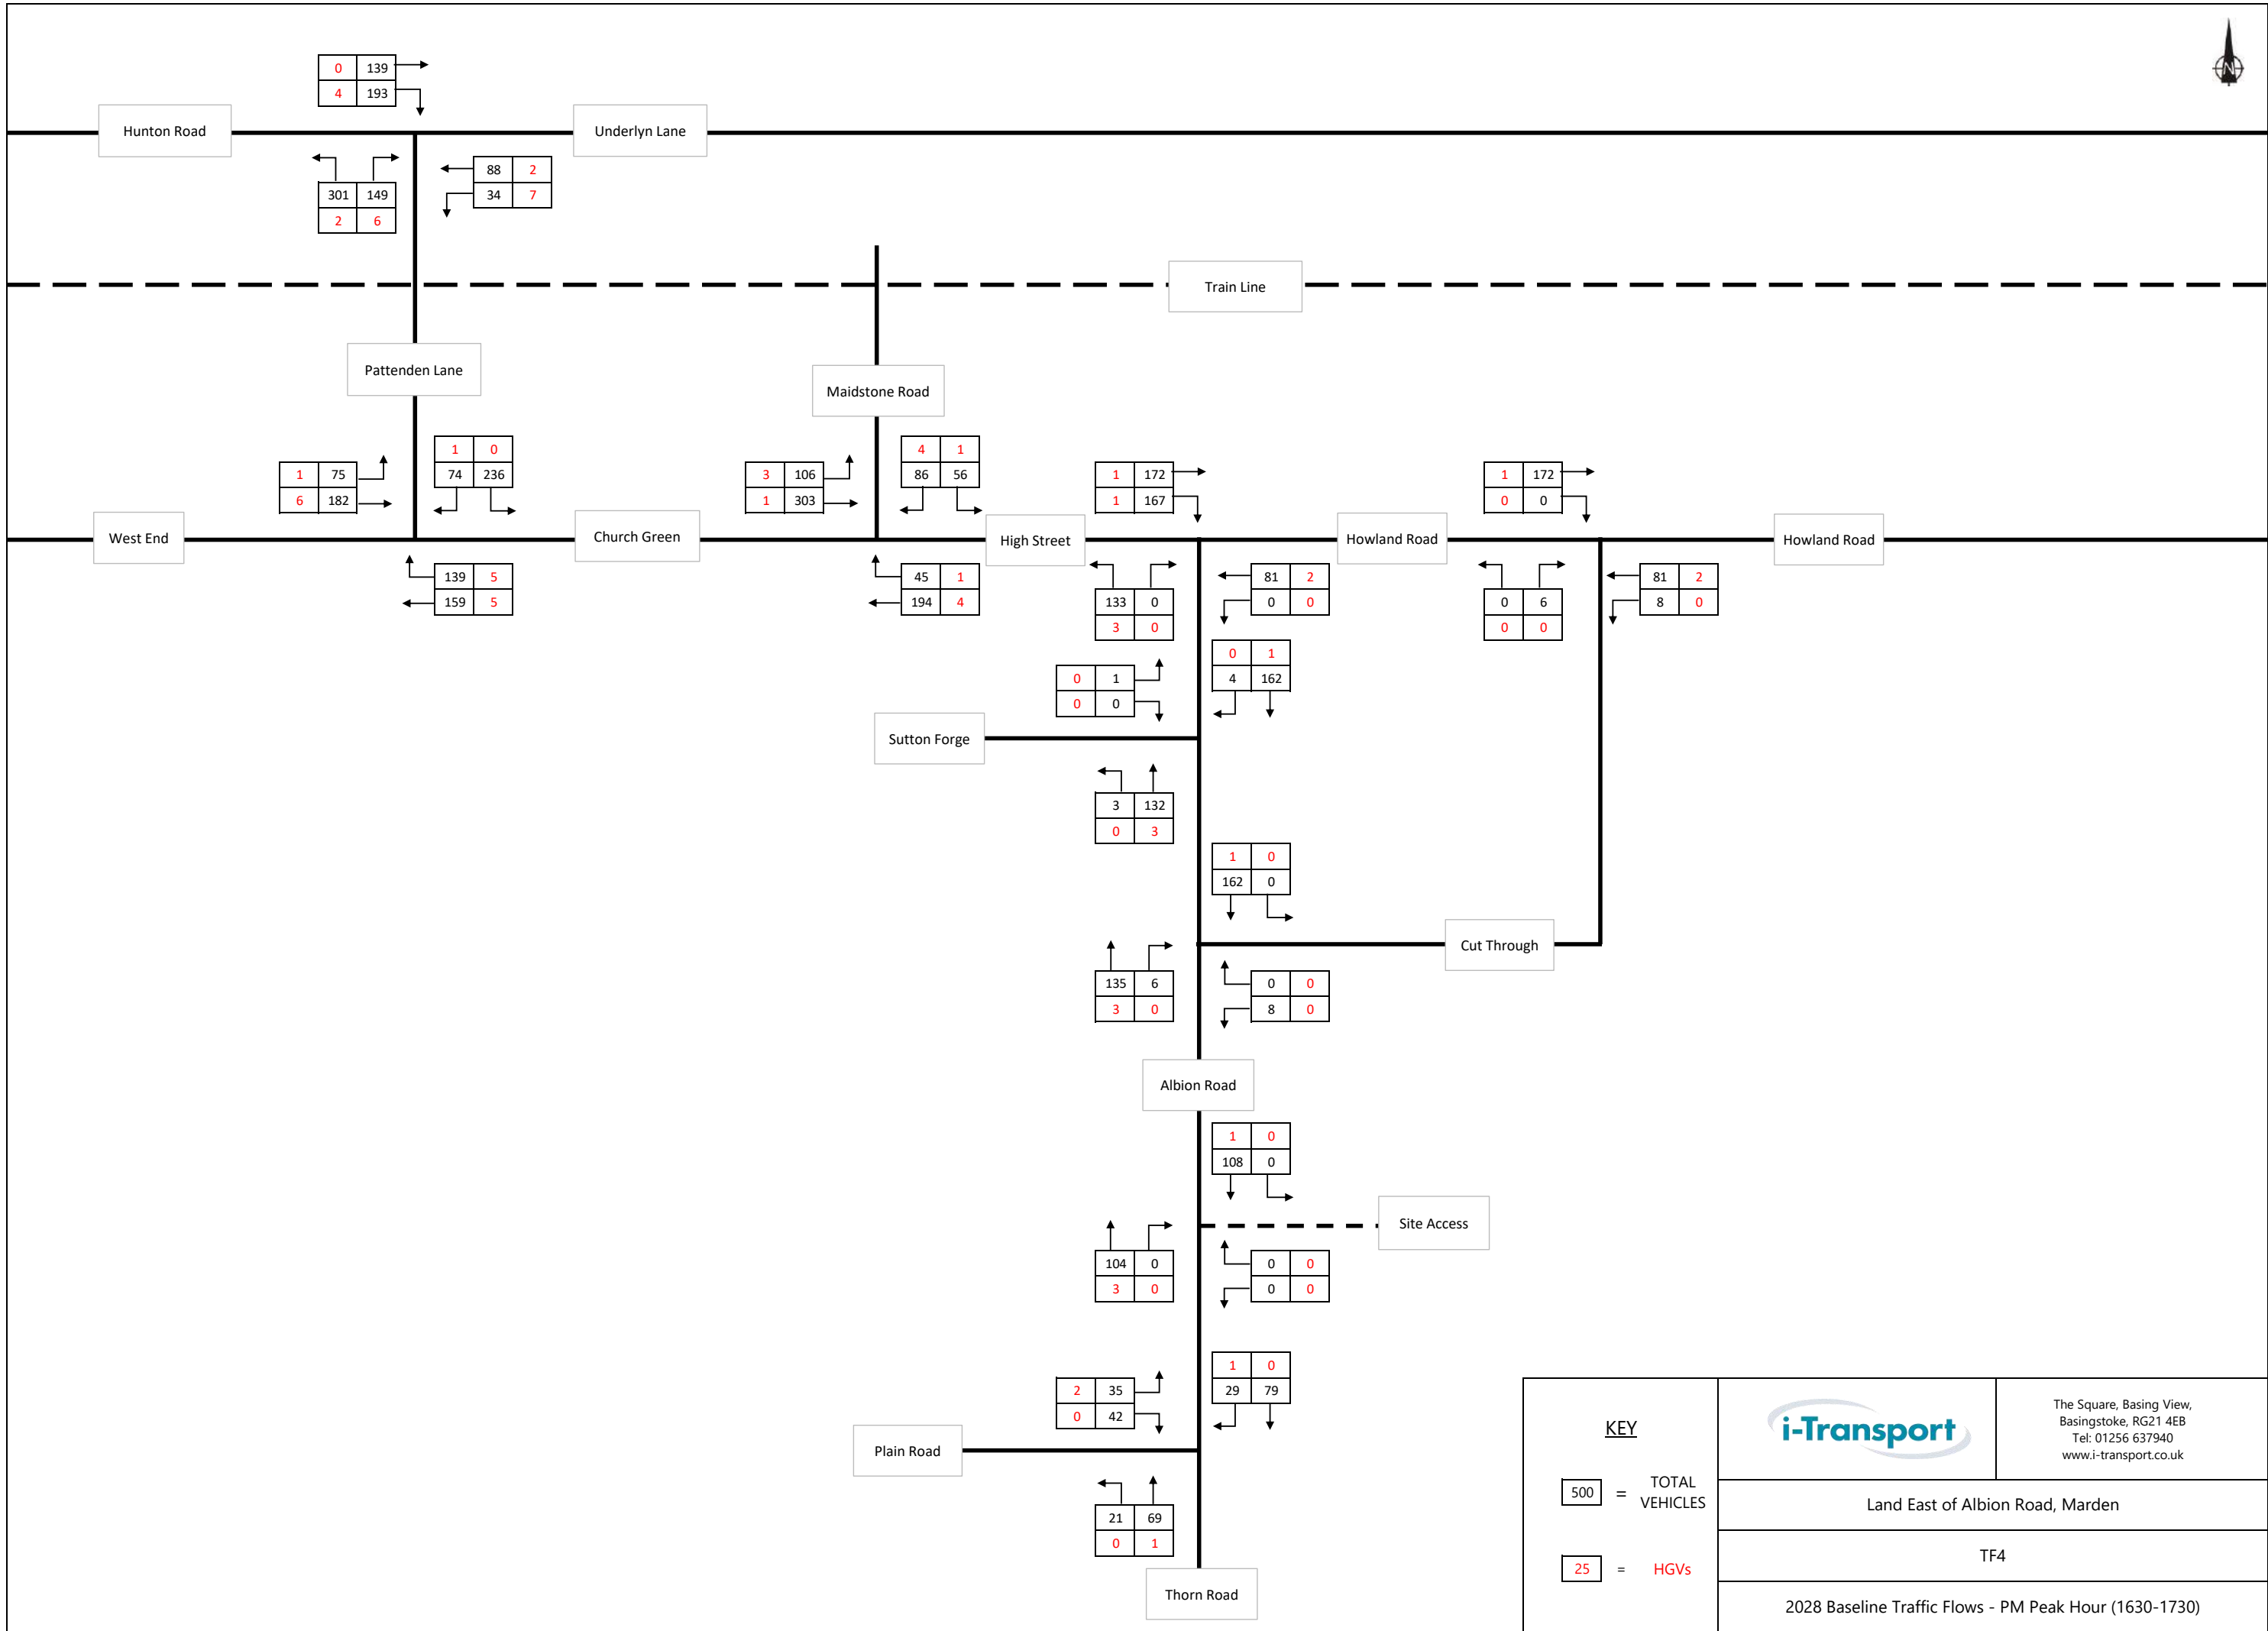 N
0 139
4 193
Hunton Road
Underlyn Lane
301 149
2 6
88 2
34 7
Train Line
Pattenden Lane
Maidstone Road
1 75
6 182
1 0
74 236
3 106
1 303
4 1
86 56
1 172
1 167
1 172
0 0
West End
Church Green
High Street
Howland Road
Howland Road
139 5
159 5
45 1
194 4
133 0
3 0
81 2
0 0
0 6
0 0
81 2
8 0
0 1
0 0
0 1
4 162
Sutton Forge
3 132
0 3
1 0
162 0
Cut Through
135 6
3 0
0 0
8 0
Albion Road
1 0
108 0
Site Access
104 0
3 0
0 0
0 0
2 35
0 42
1 0
29 79
Plain Road
21 69
0 1
Thorn Road
KEY
500 = TOTAL
VEHICLES
25 = HGVs
i-Transport
The Square, Basing View,
Basingstoke, RG21 4EB
Tel: 01256 637940
www.i-transport.co.uk
Land East of Albion Road, Marden
TF4
2028 Baseline Traffic Flows - PM Peak Hour (1630-1730)